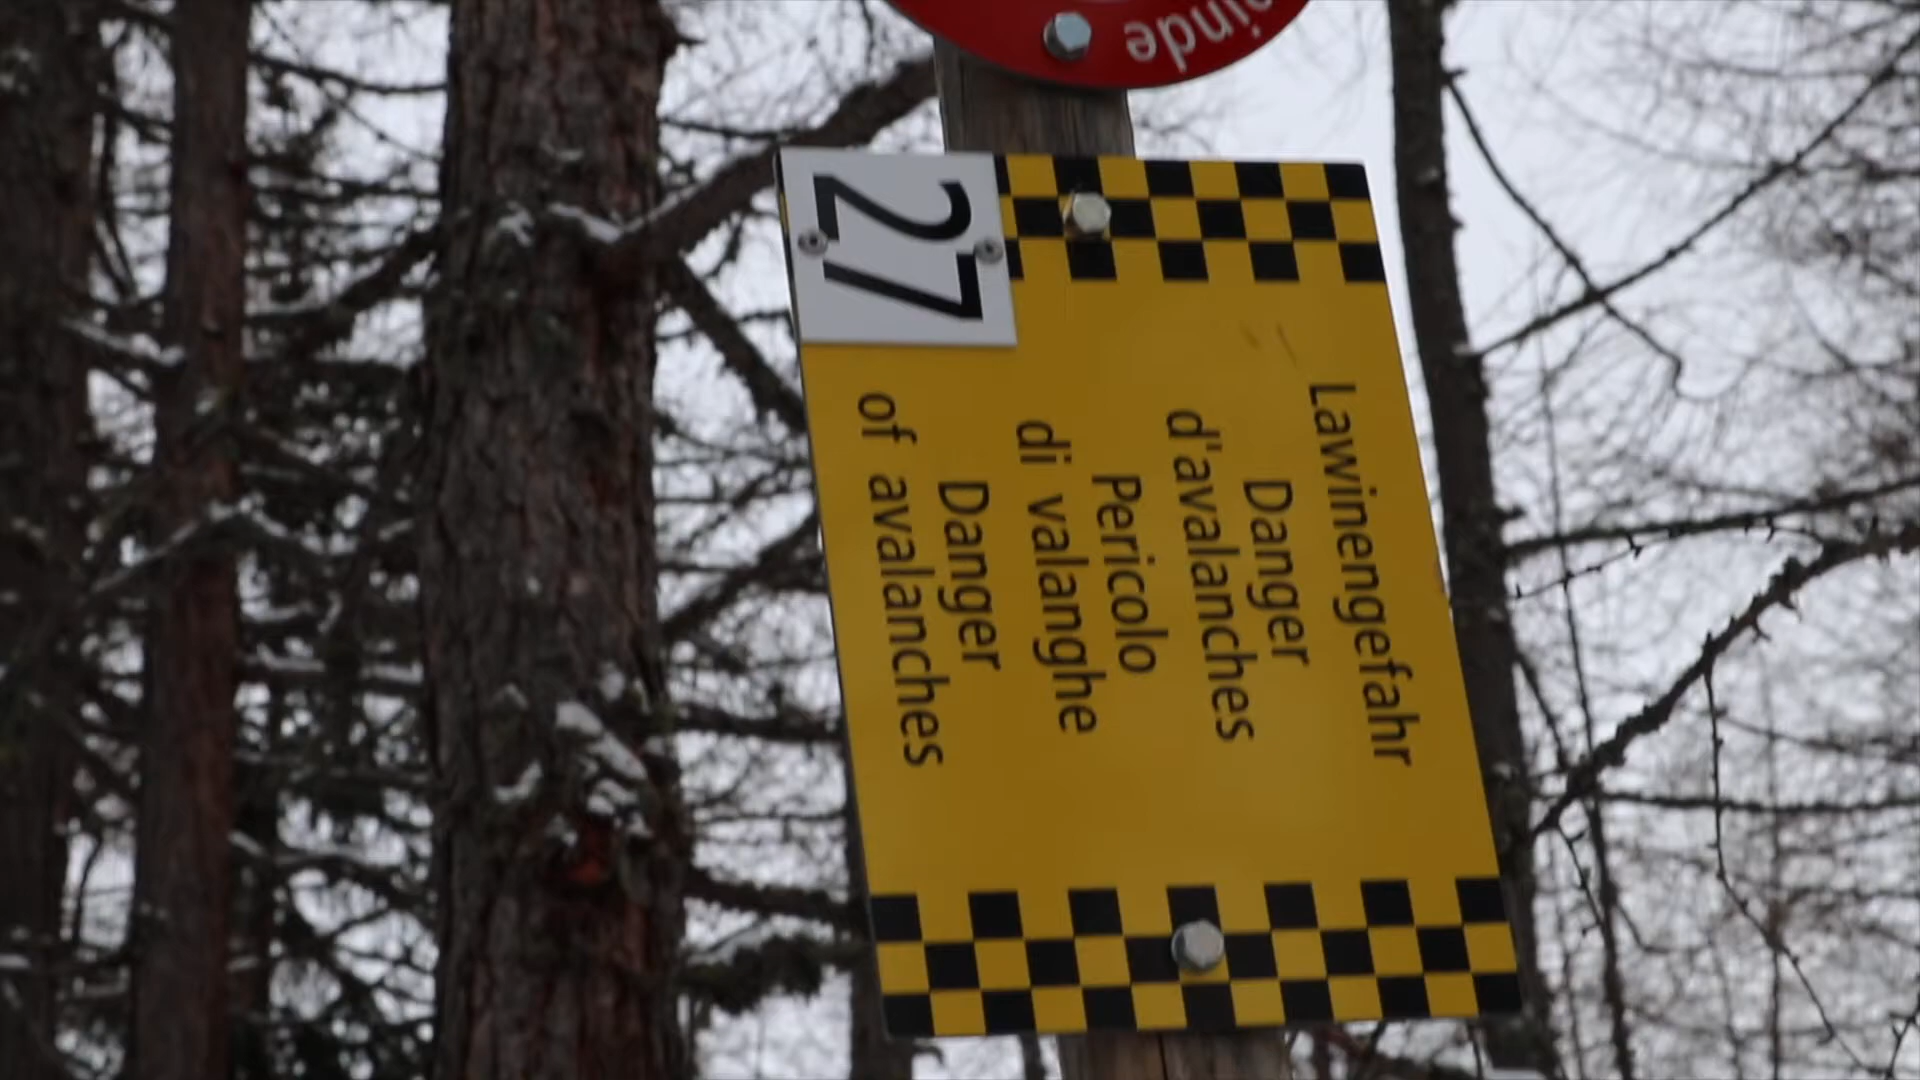 Lawinengefahr
Danger
d'avalanches
Pericolo
di valanghe
Danger
of avalanches
27